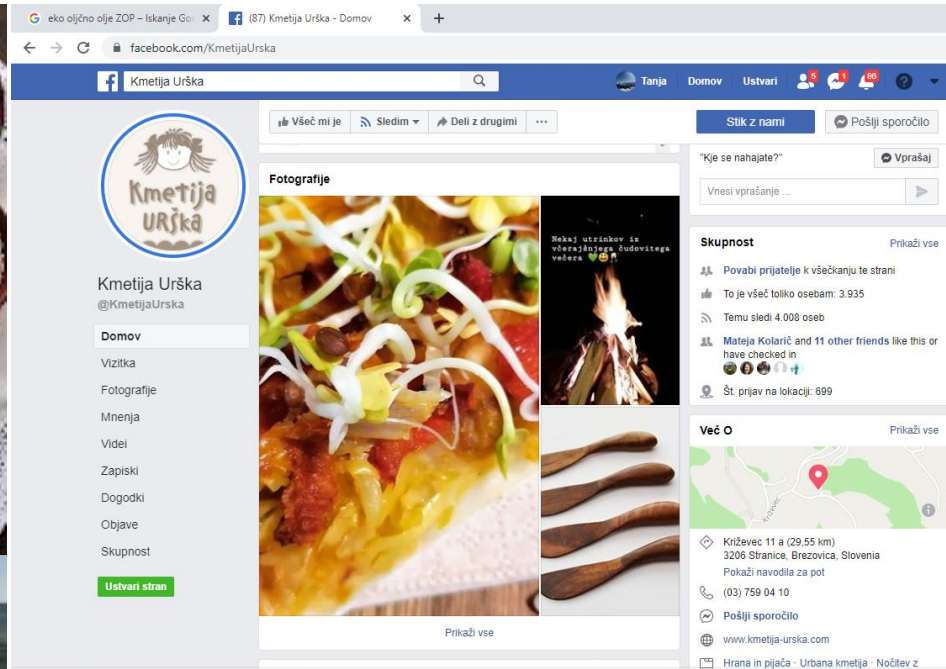 eko oljčno olje ZOP – Iskanje Goo
(87) Kmetija Urška - Domov
facebook.com/KmetijaUrska
Kmetija Urška
Tanja Domov Ustvari 5 1 86
Kmetija
URŠKA
Kmetija Urška
@KmetijaUrska
Domov
Vizitka
Fotografije
Mnenja
Videi
Zapiski
Dogodki
Objave
Skupnost
Ustvari stran
Všeč mi je Sledim Deli z drugimi ...
Fotografije
Nekaj utrinkov iz
včerajšnjega čudovitega
večera
Prikaži vse
Stik z nami Pošlji sporočilo
"Kje se nahajate?" Vprašaj
Vnesi vprašanje ...
Skupnost Prikaži vse
Povabi prijatelje k všečkanju te strani
To je všeč toliko osebam: 3.935
Temu sledi 4.008 oseb
Mateja Kolarič and 11 other friends like this or
have checked in
Št. prijav na lokaciji: 699
Več O Prikaži vse
Križevec
Križevec 11 a (29,55 km)
3206 Stranice, Brezovica, Slovenia
Pokaži navodila za pot
(03) 759 04 10
Pošlji sporočilo
www.kmetija-urska.com
Hrana in pijača · Urbana kmetija · Nočitev z